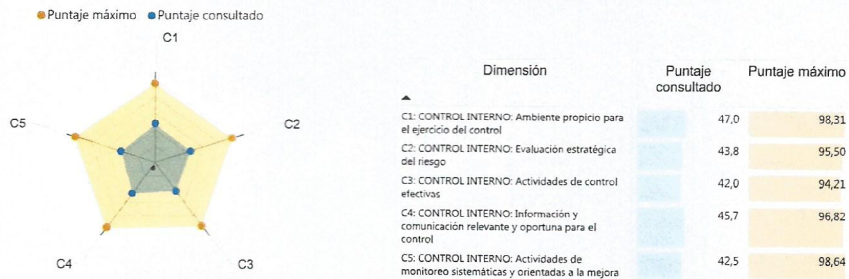 Puntaje máximo Puntaje consultado
C1
C5
C2
C4
C3
Dimensión
Puntaje consultado
Puntaje máximo
C1: CONTROL INTERNO: Ambiente propicio para
el ejercicio del control
47,0
98,31
C2: CONTROL INTERNO: Evaluación estratégica
del riesgo
43,8
95,50
C3: CONTROL INTERNO: Actividades de control
efectivas
42,0
94,21
C4: CONTROL INTERNO: Información y
comunicación relevante y oportuna para el
control
45,7
96,82
C5: CONTROL INTERNO: Actividades de
monitoreo sistemáticas y orientadas a la mejora
42,5
98,64